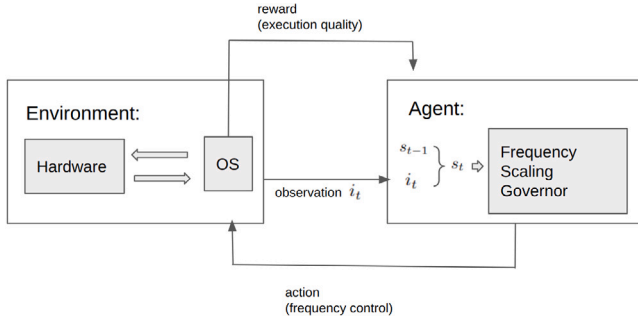 reward
(execution quality)
Environment:
Hardware
OS
observation i_t
Agent:
s_{t-1}
i_t
s_t
Frequency
Scaling
Governor
action
(frequency control)